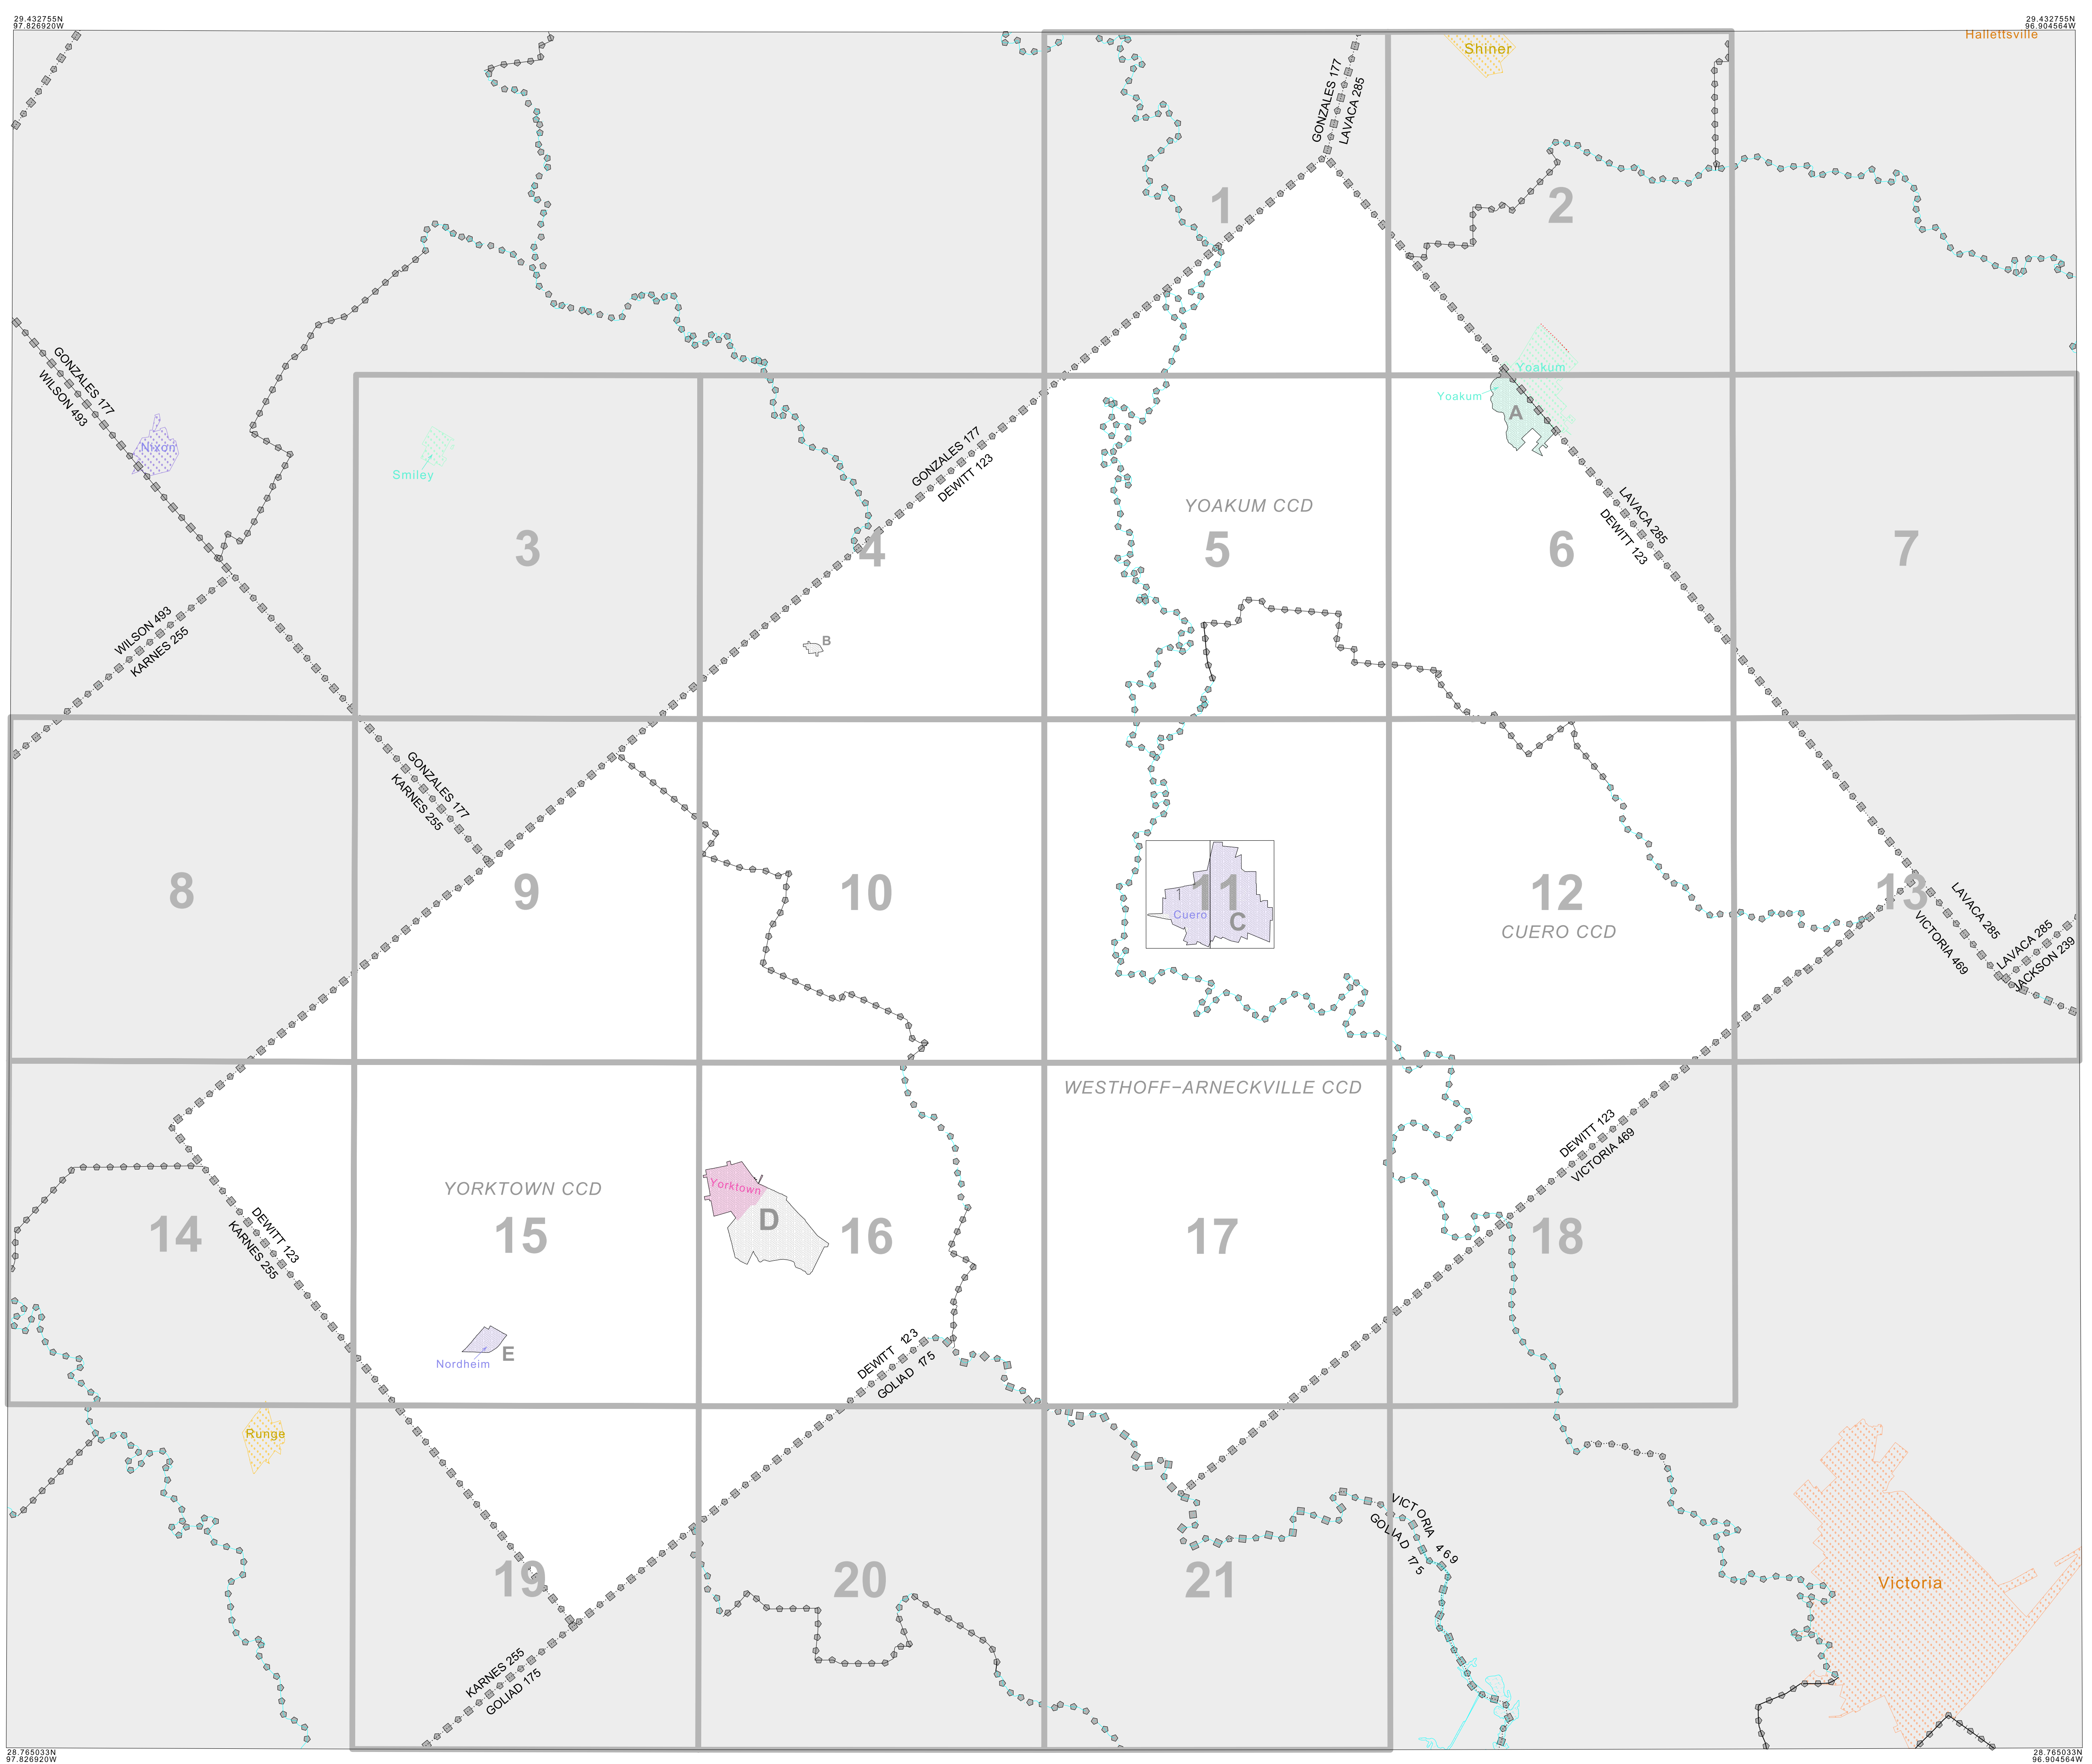 29.432755N
97.826920W
29.432755N
96.904564W
Hallettsville
Shiner
GONZALES 177
LAVACA 285
1
2
GONZALES 177
WILSON 493
Nixon
Smiley
Yoakum
Yoakum
A
GONZALES 177
DEWITT 123
YOAKUM CCD
LAVACA 285
DEWITT 123
3
4
5
6
7
WILSON 493
KARNES 255
B
GONZALES 177
KARNES 255
8
9
10
11
1
Cuero
C
12
CUERO CCD
13
LAVACA 285
VICTORIA 469
LAVACA 285
JACKSON 239
WESTHOFF-ARNECKVILLE CCD
DEWITT 123
VICTORIA 469
YORKTOWN CCD
Yorktown
D
14
DEWITT 123
KARNES 255
15
16
17
18
Nordheim
E
DEWITT 123
GOLIAD 175
Runge
VICTORIA 469
GOLIAD 175
19
20
21
Victoria
KARNES 255
GOLIAD 175
28.765033N
97.826920W
28.765033N
96.904564W